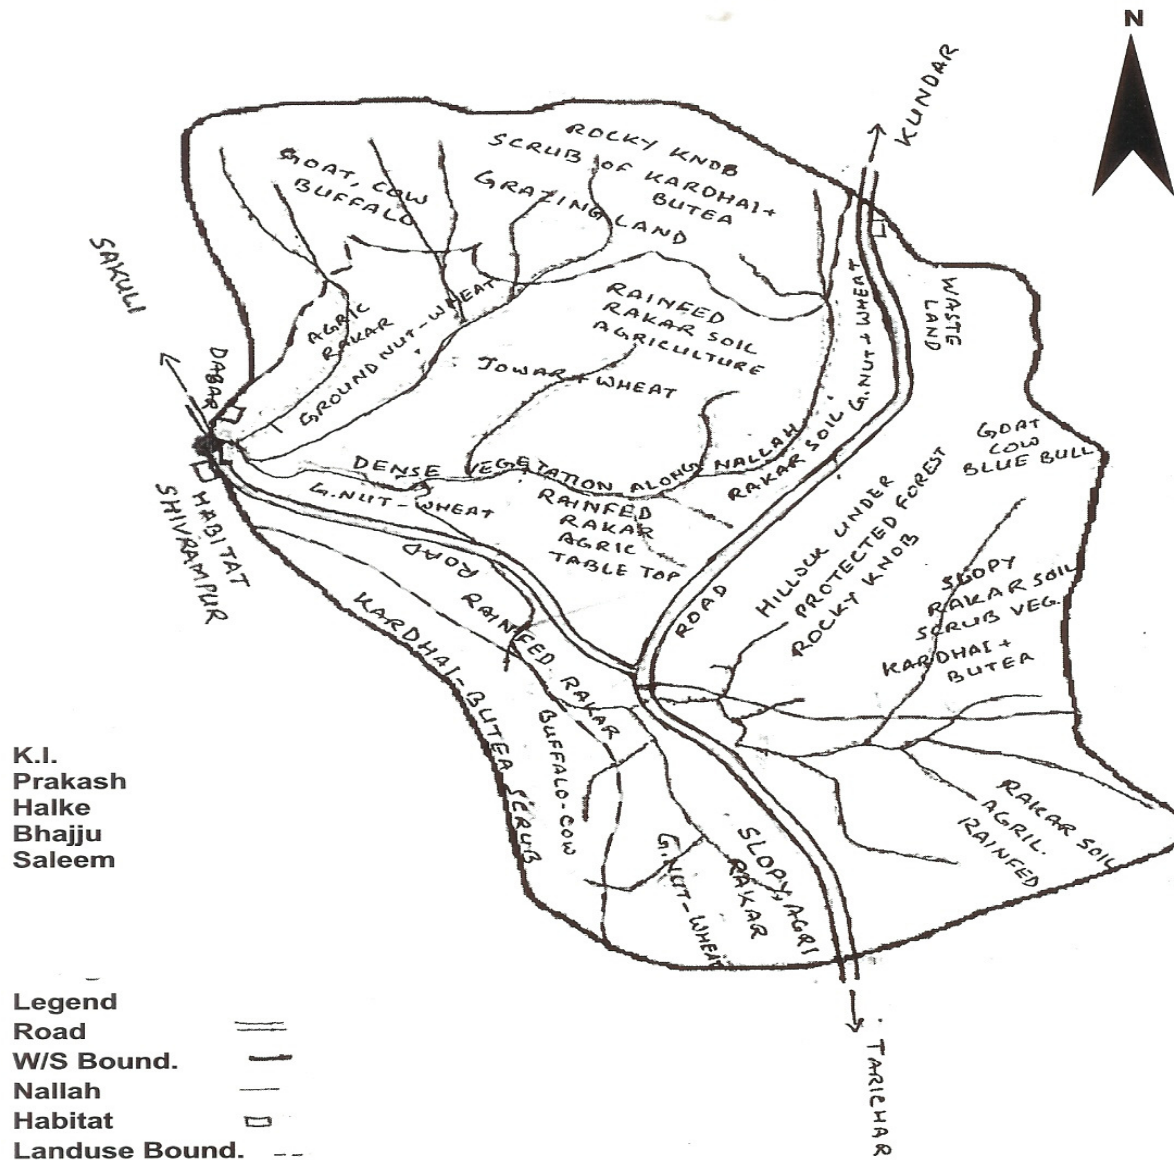 N
KUNDAR
ROCKY KNOB
SCRUB OF KARDHAI +
BUTEA
GRAZING LAND
GOAT, COW
BUFFALO
SAKULI
WASTE
LAND
AGRIC
RAKAR
GROUND NUT - WHEAT
RAINFED
RAKAR SOIL
AGRICULTURE
JOWAR + WHEAT
RAKAR SOIL G.NUT + WHEAT
DABAR
GOAT
COW
BLUE BULL
DENSE VEGETATION ALONG NALLAH
G.NUT - WHEAT
RAINFED
RAKAR
AGRIC
TABLE TOP
HABITAT
SHIVRAMPUR
HILLOCK UNDER
PROTECTED FOREST
ROCKY KNOB
ROAD
ROAD
SLOPY
RAKAR SOIL
SCRUB VEG.
KARDHAI +
BUTEA
RAINFED RAKAR
KARDHAI - BUTEA SCRUB
BUFFALO - COW
G.NUT - WHEAT
SLOPY, AGRI
RAKAR
RAKAR SOIL
AGRIL.
RAINFED
TARICHAR
K.I.
Prakash
Halke
Bhajju
Saleem
Legend
Road
W/S Bound.
Nallah
Habitat
Landuse Bound.